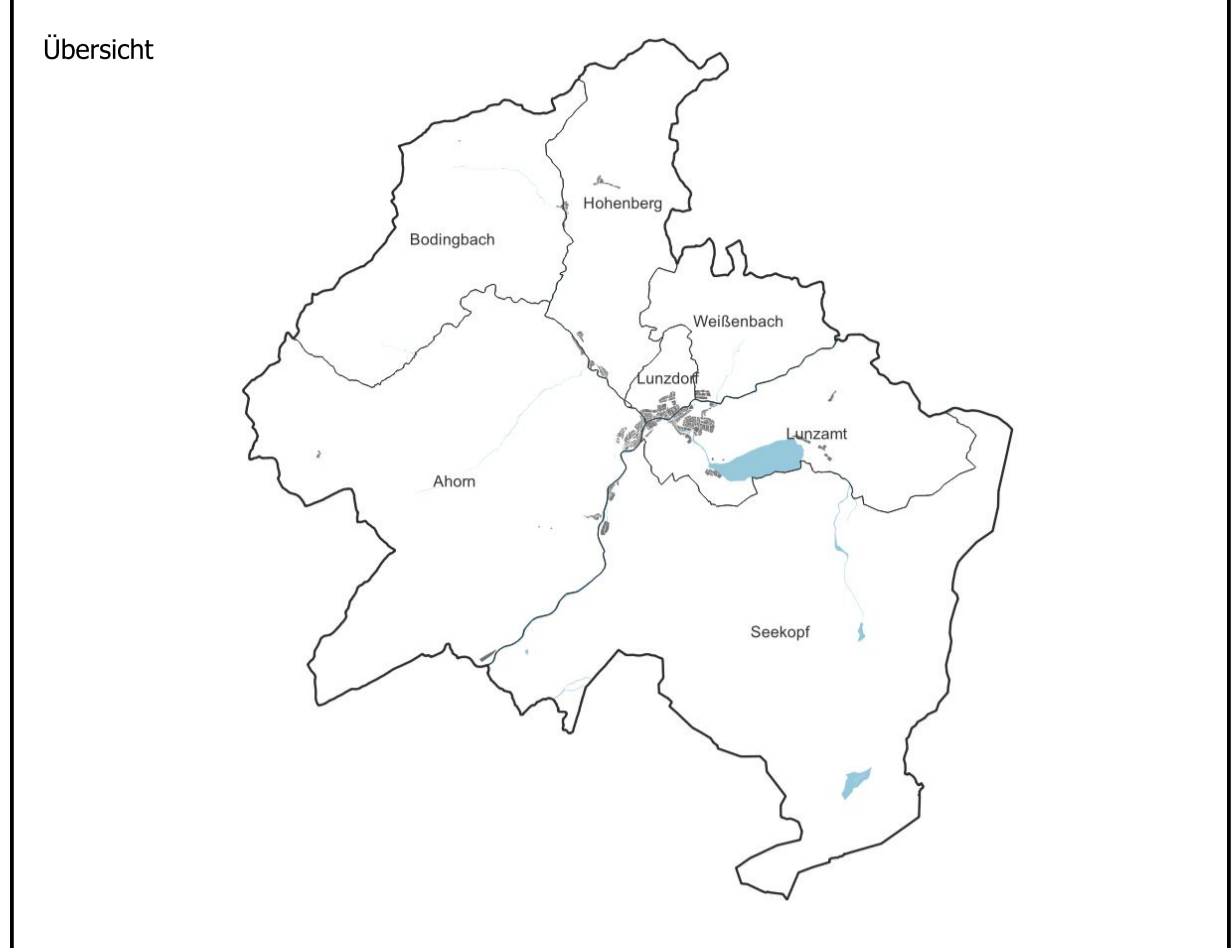 Übersicht
Hohenberg
Bodingbach
Weißenbach
Lunzdorf
Lunzamt
Ahorn
Seekopf